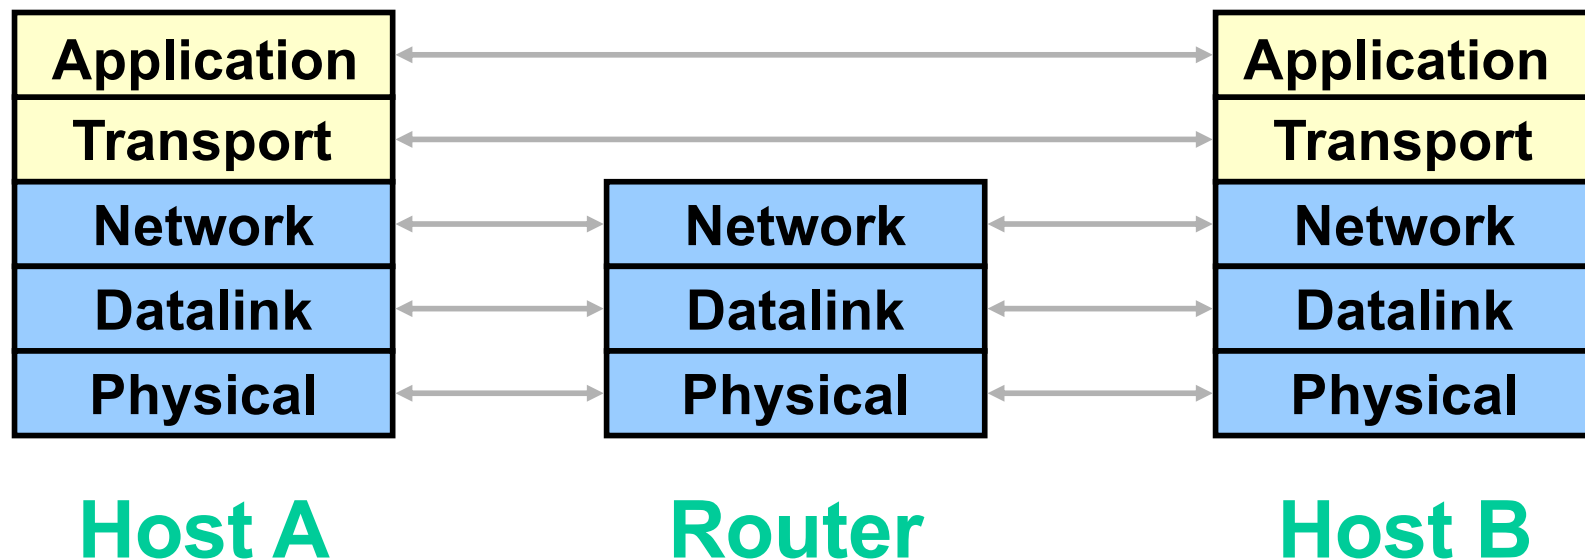 Application Application
Transport Transport
Network Network Network
Datalink Datalink Datalink
Physical Physical Physical
Host A Router Host B